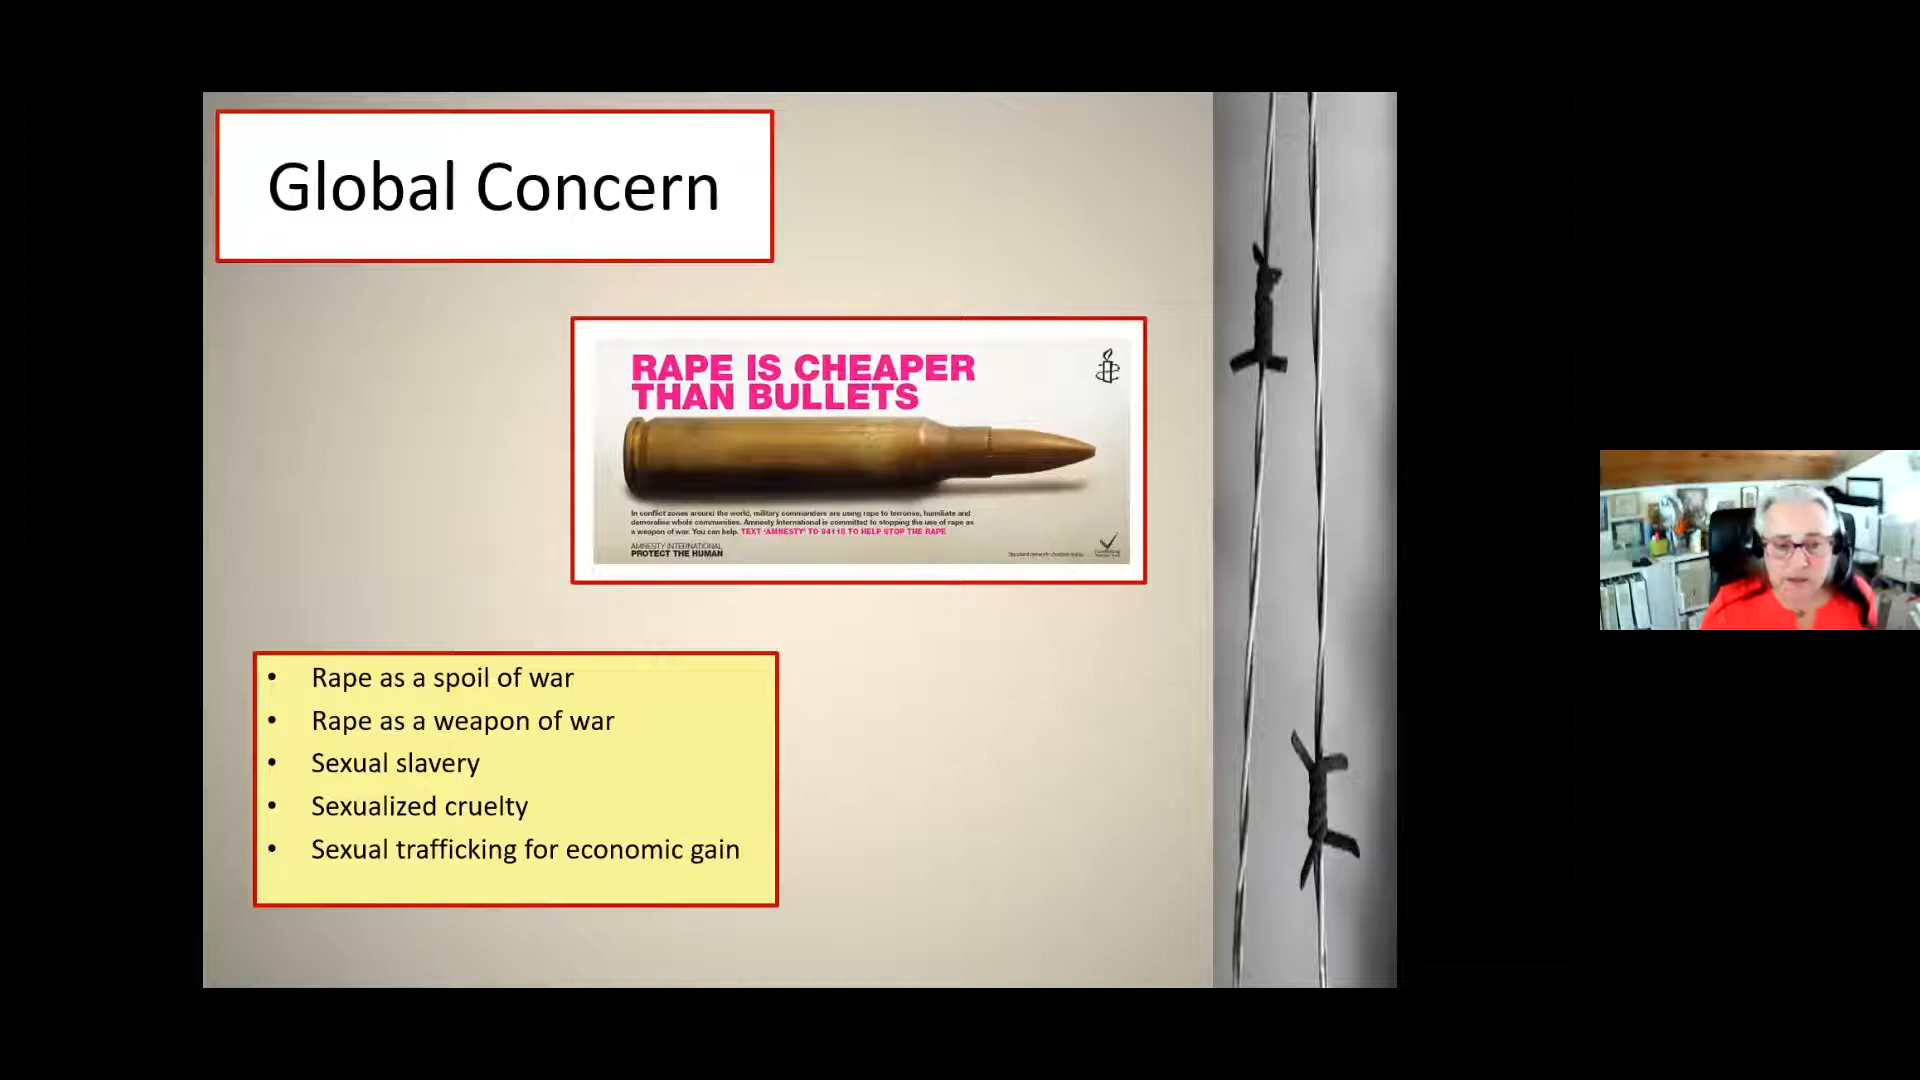 Global Concern
RAPE IS CHEAPER
THAN BULLETS
In conflict zones around the world, military commanders are using rape to terrorise, humiliate and
demoralise whole communities. Amnesty International is committed to stopping the use of rape as
a weapon of war. You can help. TEXT 'AMNESTY' TO 84118 TO HELP STOP THE RAPE
AMNESTY INTERNATIONAL
PROTECT THE HUMAN
• Rape as a spoil of war
• Rape as a weapon of war
• Sexual slavery
• Sexualized cruelty
• Sexual trafficking for economic gain